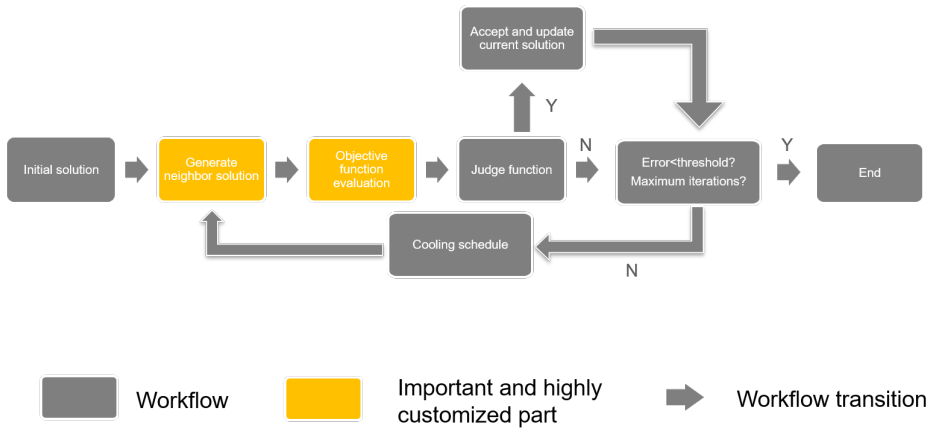 Accept and update
current solution
Y
Initial solution
Generate
neighbor solution
Objective
function
evaluation
Judge function
N
Error<threshold?
Maximum iterations?
Y
End
Cooling schedule
N
Workflow
Important and highly
customized part
Workflow transition